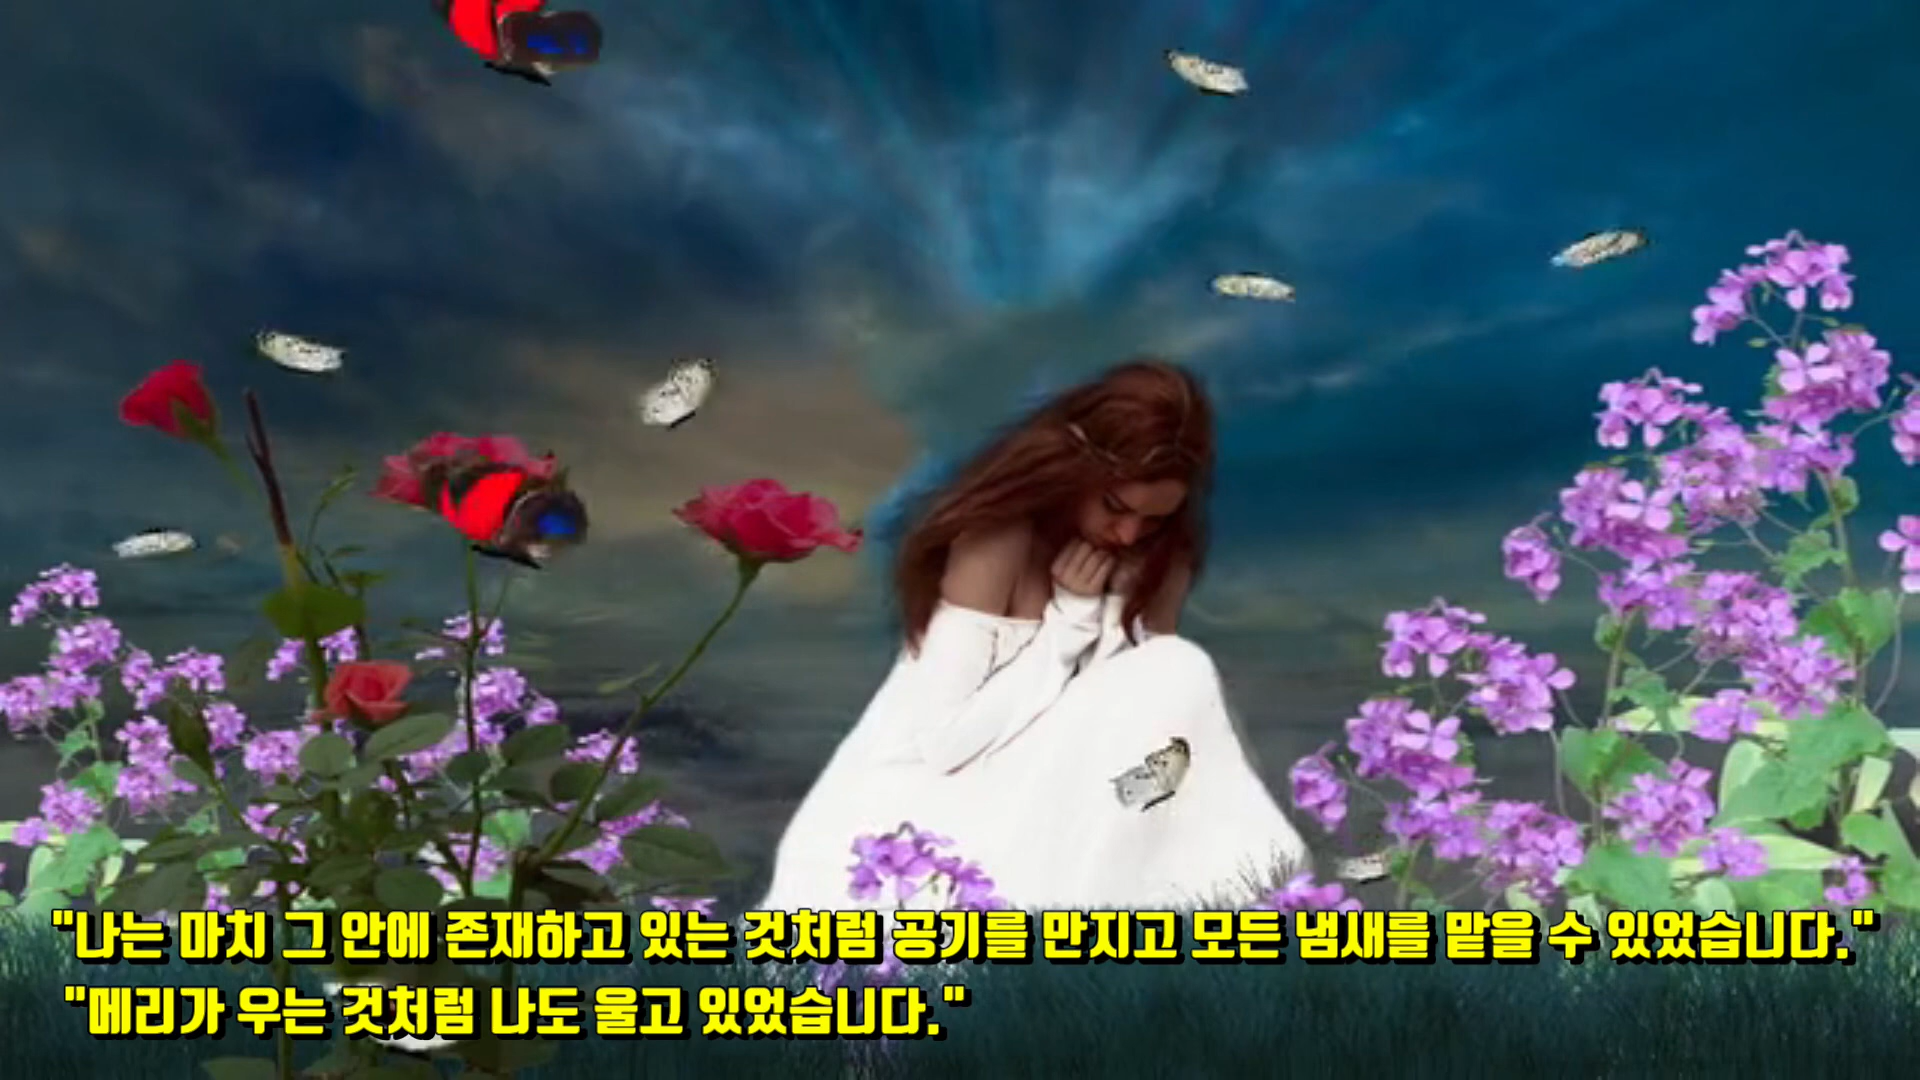 "나는 마치 그 안에 존재하고 있는 것처럼 공기를 만지고 모든 냄새를 맡을 수 있었습니다."
"메리가 우는 것처럼 나도 울고 있었습니다."